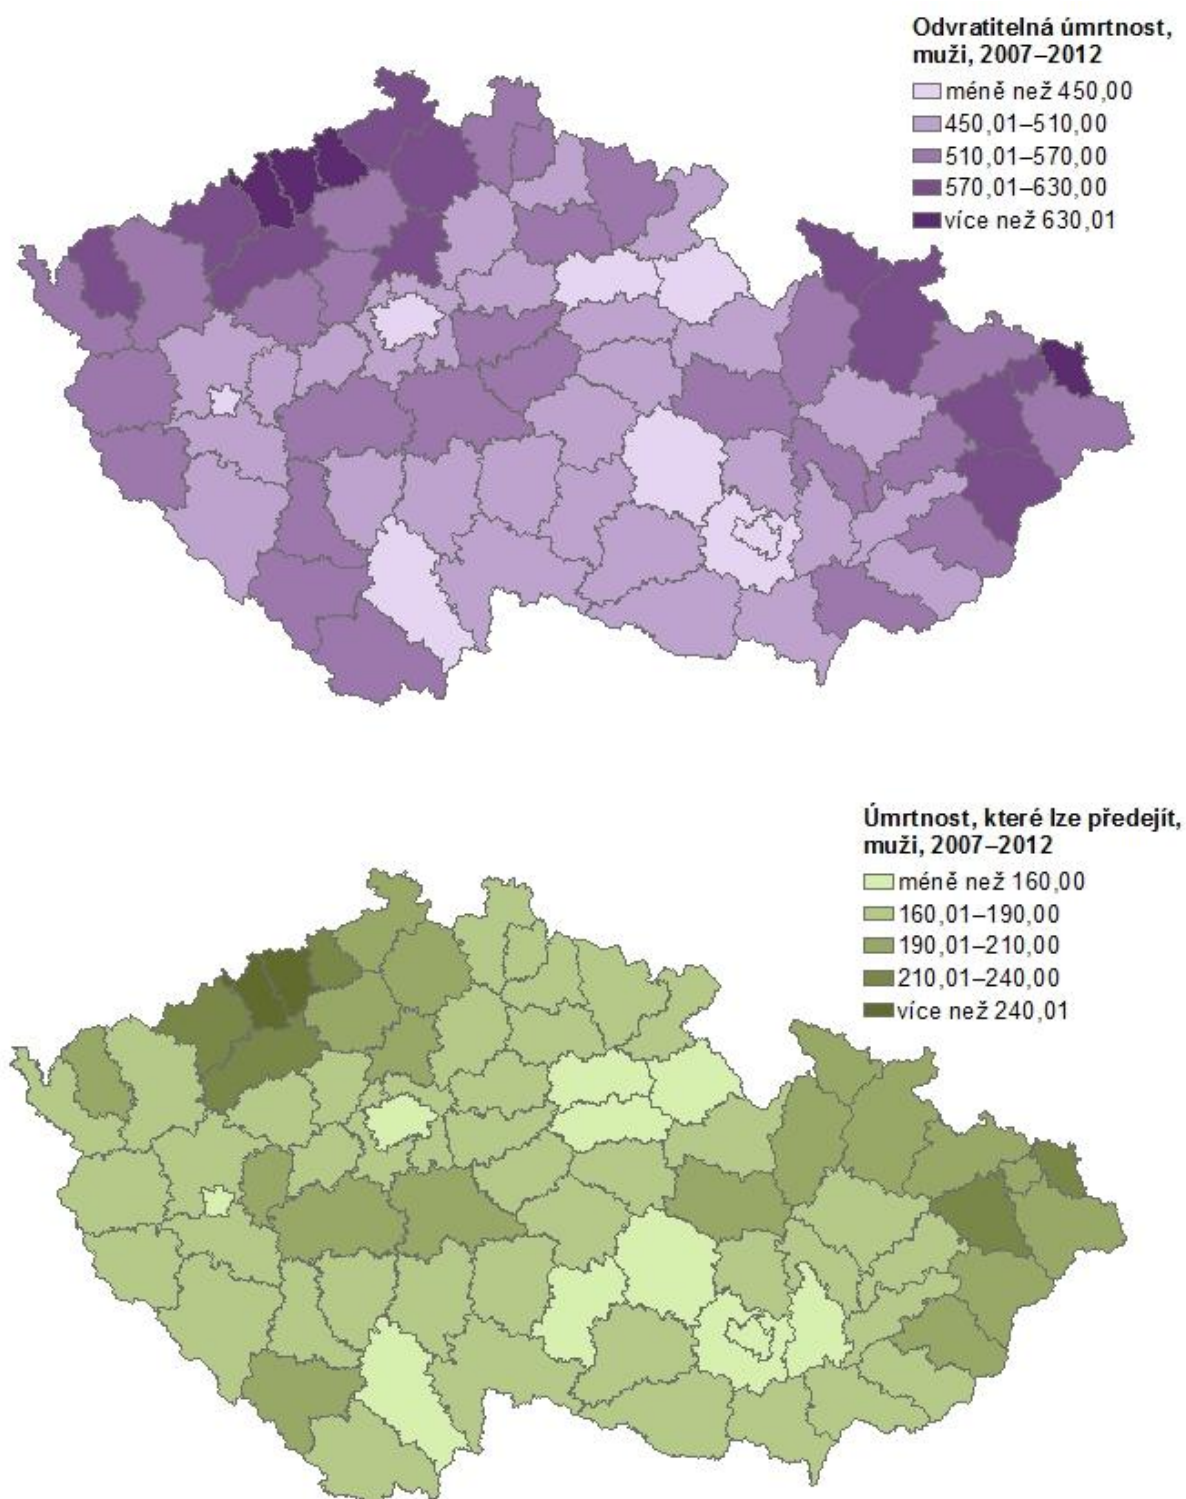 Odvratitelná úmrtnost,
muži, 2007–2012
méně než 450,00
450,01–510,00
510,01–570,00
570,01–630,00
více než 630,01
Úmrtnost, které lze předejít,
muži, 2007–2012
méně než 160,00
160,01–190,00
190,01–210,00
210,01–240,00
více než 240,01